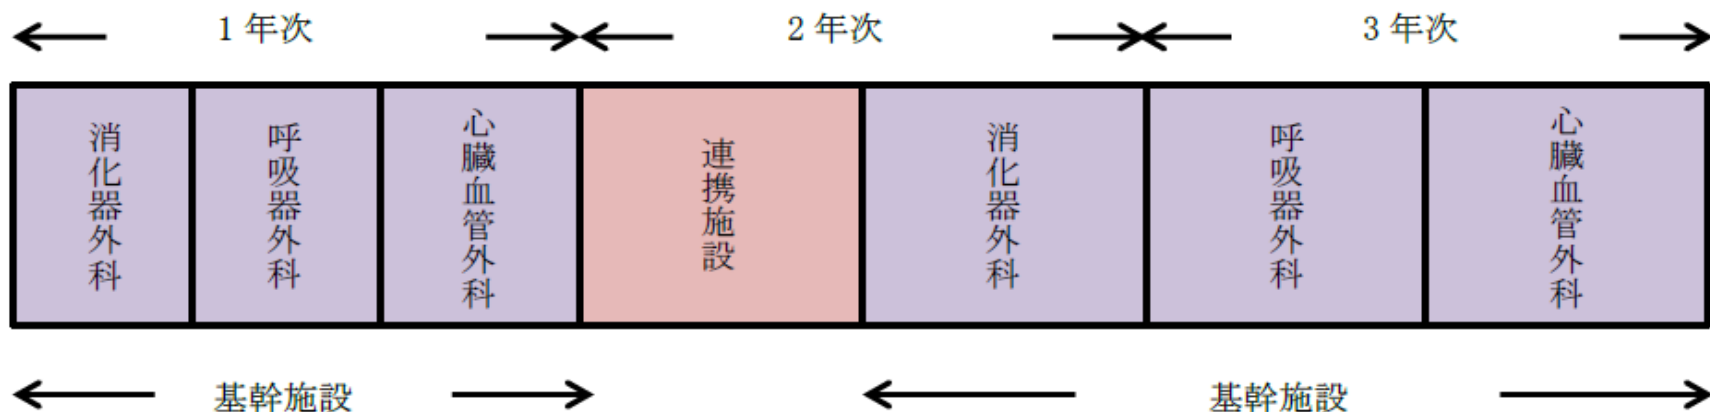 1 年次
2 年次
3 年次
消化器外科
呼吸器外科
心臓血管外科
連携施設
消化器外科
呼吸器外科
心臓血管外科
基幹施設
基幹施設